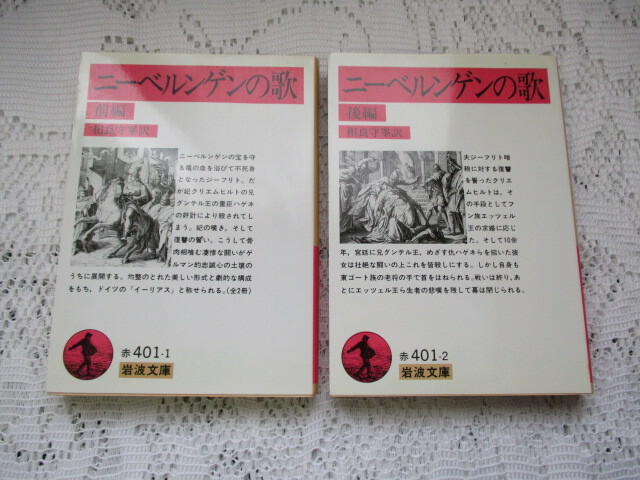 ニーベルンゲンの歌
前編
相良守峯訳
ニーベルンゲンの宝を守
る竜の血を浴びて不死身
となったジーフリト。だ
が妃クリエムヒルトの兄
グンテル王の重臣ハゲネ
の奸計により殺されてし
まう。妃の嘆き。そして
復讐の誓い。こうして骨
肉相喰む凄惨な闘いがゲ
ルマン的忠誠心の土壌の
うちに展開する。均整のとれた美しい形式と劇的な構成
をもち、ドイツの「イーリアス」と称せられる。(全2冊)
赤401-1
岩波文庫
ニーベルンゲンの歌
後編
相良守峯訳
夫ジーフリト暗
殺に対する復讐
を誓ったクリエ
ムヒルトは、そ
の手段としてフ
ン族エッツェル
王の求婚に応じ
た。そして10余
年、宮廷に兄グンテル王、めざす仇ハゲネらを招いた彼
女は壮絶な闘いの上これを皆殺しにする。しかし自身も
東ゴート族の老将の手で首をはねられる。戦いは終り、あ
とにエッツェル王ら生者の悲嘆を残して幕は閉じられる。
赤401-2
岩波文庫